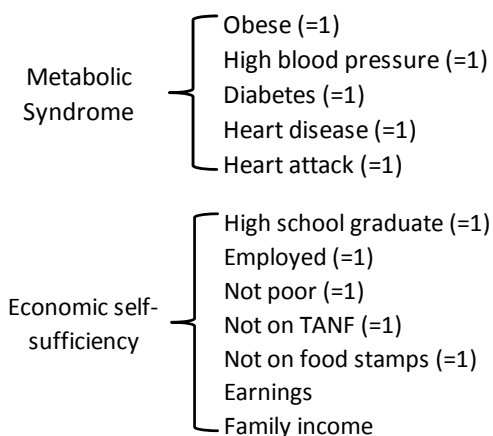 Metabolic
Syndrome
Obese (=1)
High blood pressure (=1)
Diabetes (=1)
Heart disease (=1)
Heart attack (=1)
Economic self-
sufficiency
High school graduate (=1)
Employed (=1)
Not poor (=1)
Not on TANF (=1)
Not on food stamps (=1)
Earnings
Family income